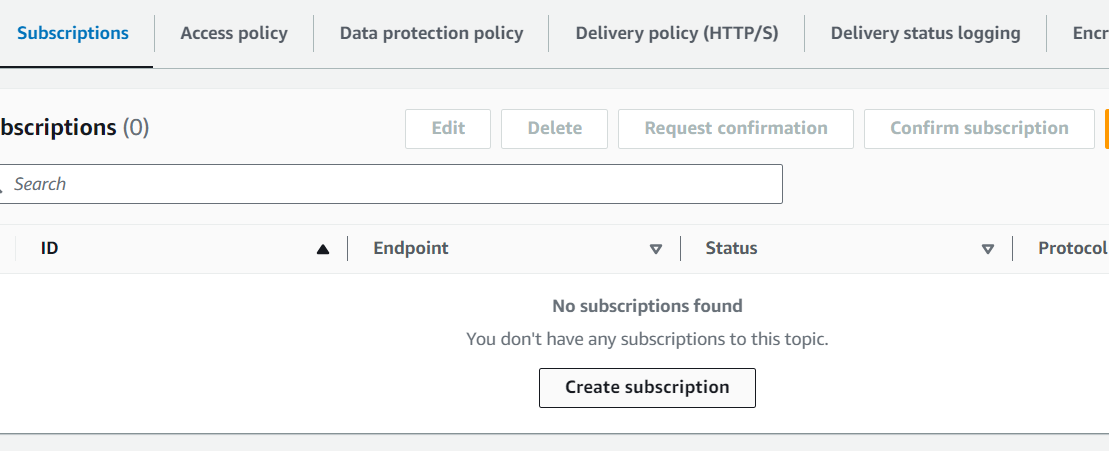 Subscriptions Access policy Data protection policy Delivery policy (HTTP/S) Delivery status logging Encr
bscriptions (0) Edit Delete Request confirmation Confirm subscription
Search
ID Endpoint Status Protocol
No subscriptions found
You don't have any subscriptions to this topic.
Create subscription